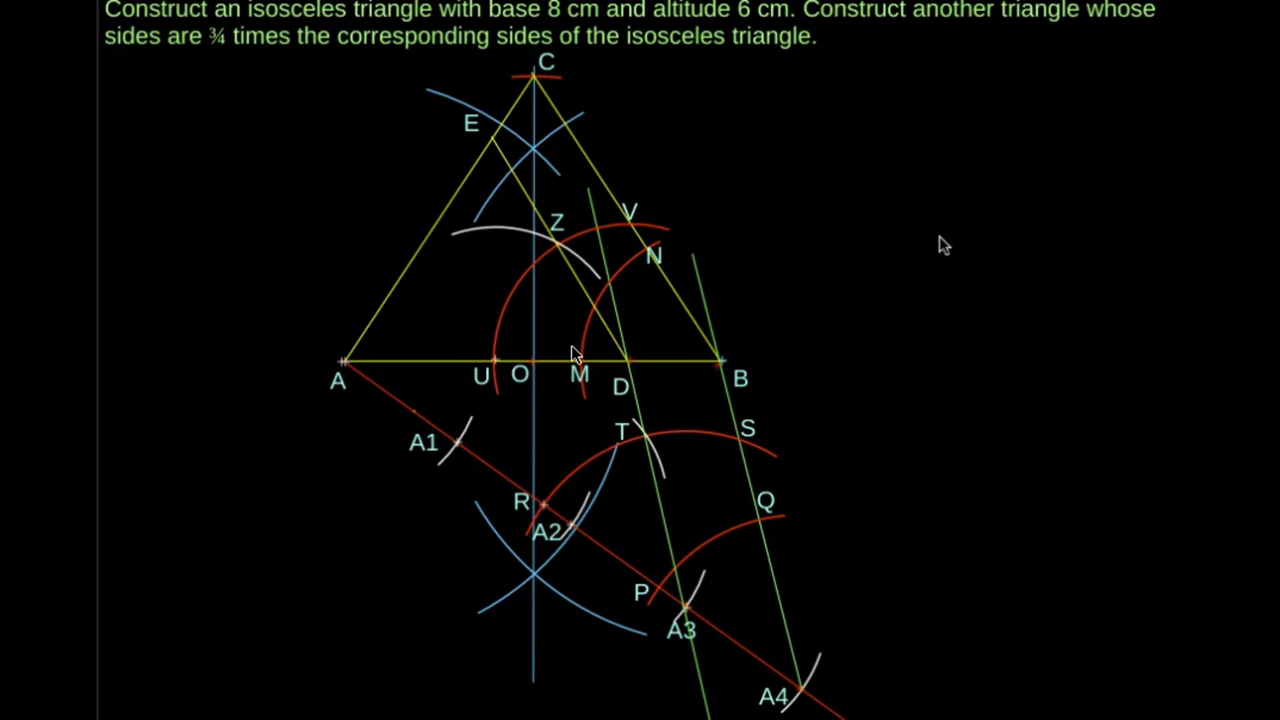 Construct an isosceles triangle with base 8 cm and altitude 6 cm. Construct another triangle whose
sides are ¾ times the corresponding sides of the isosceles triangle.
C
E
Z
V
N
A
U
O
M
D
B
A1
T
S
R
A2
Q
P
A3
A4